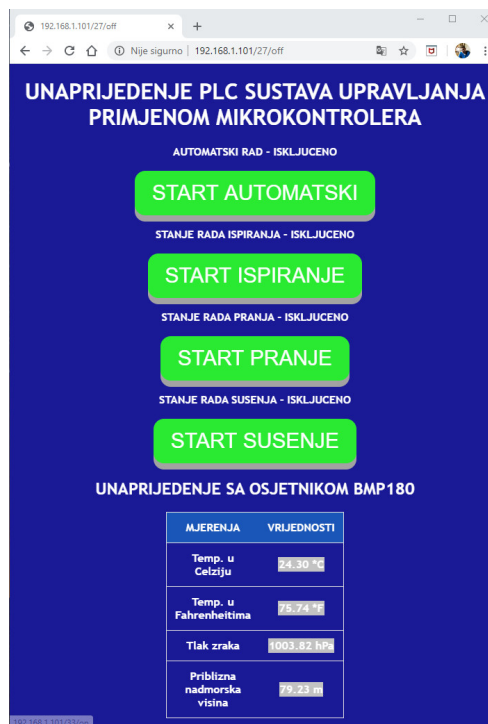 192.168.1.101/27/off
Nije sigurno | 192.168.1.101/27/off
UNAPRIJEDENJE PLC SUSTAVA UPRAVLJANJA
PRIMJENOM MIKROKONTROLERA
AUTOMATSKI RAD - ISKLJUCENO
START AUTOMATSKI
STANJE RADA ISPIRANJA - ISKLJUCENO
START ISPIRANJE
STANJE RADA PRANJA - ISKLJUCENO
START PRANJE
STANJE RADA SUSENJA - ISKLJUCENO
START SUSENJE
UNAPRIJEDENJE SA OSJETNIKOM BMP180
MJERENJA VRIJEDNOSTI
Temp. u
Celziju
24.30 °C
Temp. u
Fahrenheitima
75.74 °F
Tlak zraka 1003.82 hPa
Priblizna
nadmorska
visina
79.23 m